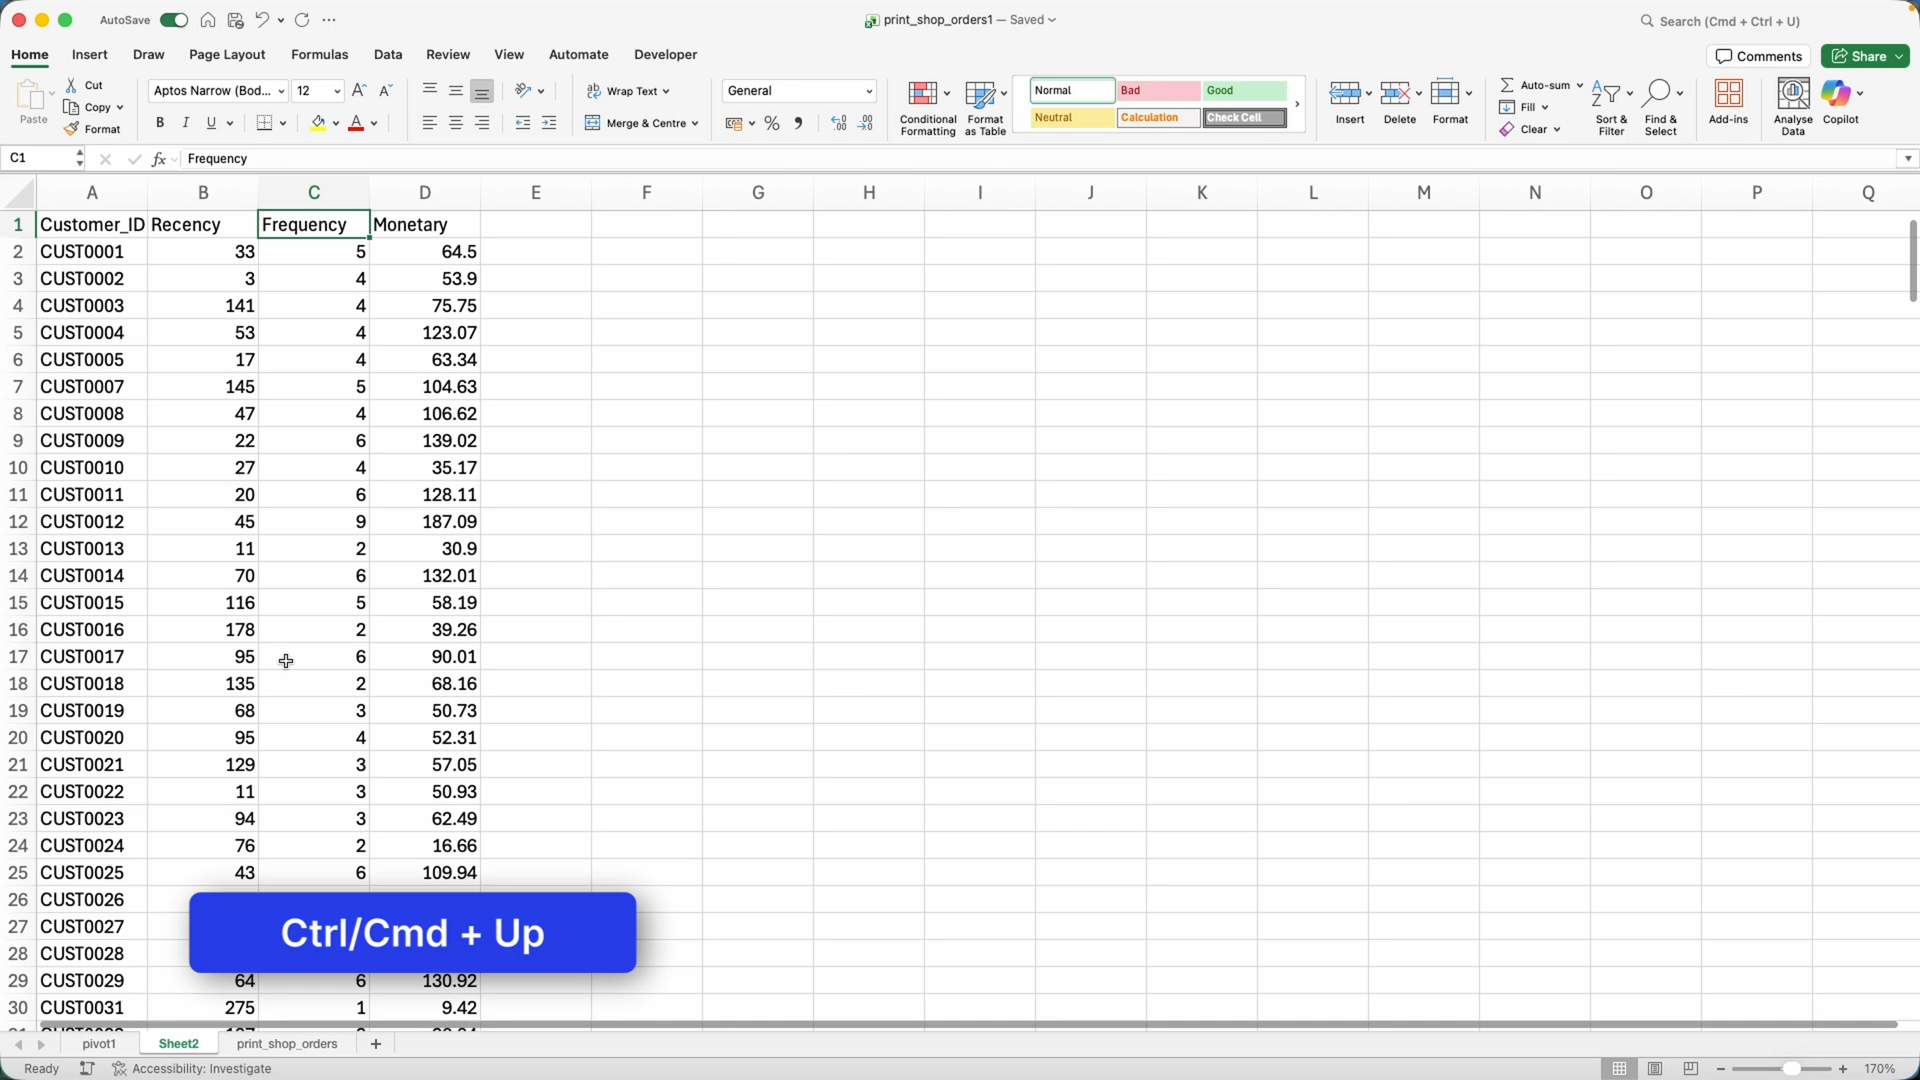 AutoSave
print_shop_orders1 — Saved
Search (Cmd + Ctrl + U)
Home Insert Draw Page Layout Formulas Data Review View Automate Developer
Comments Share
Paste
Cut
Copy
Format
Aptos Narrow (Bod... 12
B I U
Wrap Text
Merge & Centre
General
Conditional Formatting
Format as Table
Normal Bad Good
Neutral Calculation Check Cell
Insert Delete Format
Auto-sum
Fill
Clear
Sort & Filter
Find & Select
Add-ins
Analyse Data
Copilot
C1 fx Frequency
A B C D E F G H I J K L M N O P Q
1 Customer_ID Recency Frequency Monetary
2 CUST0001 33 5 64.5
3 CUST0002 3 4 53.9
4 CUST0003 141 4 75.75
5 CUST0004 53 4 123.07
6 CUST0005 17 4 63.34
7 CUST0007 145 5 104.63
8 CUST0008 47 4 106.62
9 CUST0009 22 6 139.02
10 CUST0010 27 4 35.17
11 CUST0011 20 6 128.11
12 CUST0012 45 9 187.09
13 CUST0013 11 2 30.9
14 CUST0014 70 6 132.01
15 CUST0015 116 5 58.19
16 CUST0016 178 2 39.26
17 CUST0017 95 6 90.01
18 CUST0018 135 2 68.16
19 CUST0019 68 3 50.73
20 CUST0020 95 4 52.31
21 CUST0021 129 3 57.05
22 CUST0022 11 3 50.93
23 CUST0023 94 3 62.49
24 CUST0024 76 2 16.66
25 CUST0025 43 6 109.94
26 CUST0026
27 CUST0027
28 CUST0028
Ctrl/Cmd + Up
29 CUST0029 64 6 130.92
30 CUST0031 275 1 9.42
pivot1 Sheet2 print_shop_orders +
Ready Accessibility: Investigate 170%